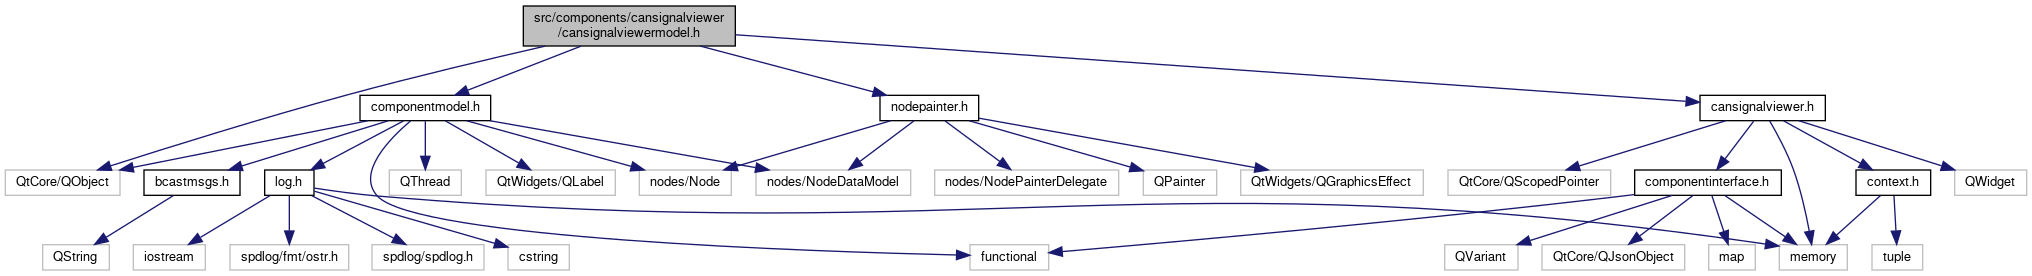 src/components/cansignalviewer
/cansignalviewermodel.h
componentmodel.h
nodepainter.h
cansignalviewer.h
QtCore/QObject
bcastmsgs.h
log.h
QThread
QtWidgets/QLabel
nodes/Node
nodes/NodeDataModel
nodes/NodePainterDelegate
QPainter
QtWidgets/QGraphicsEffect
QtCore/QScopedPointer
componentinterface.h
context.h
QWidget
QString
iostream
spdlog/fmt/ostr.h
spdlog/spdlog.h
cstring
functional
QVariant
QtCore/QJsonObject
map
memory
tuple